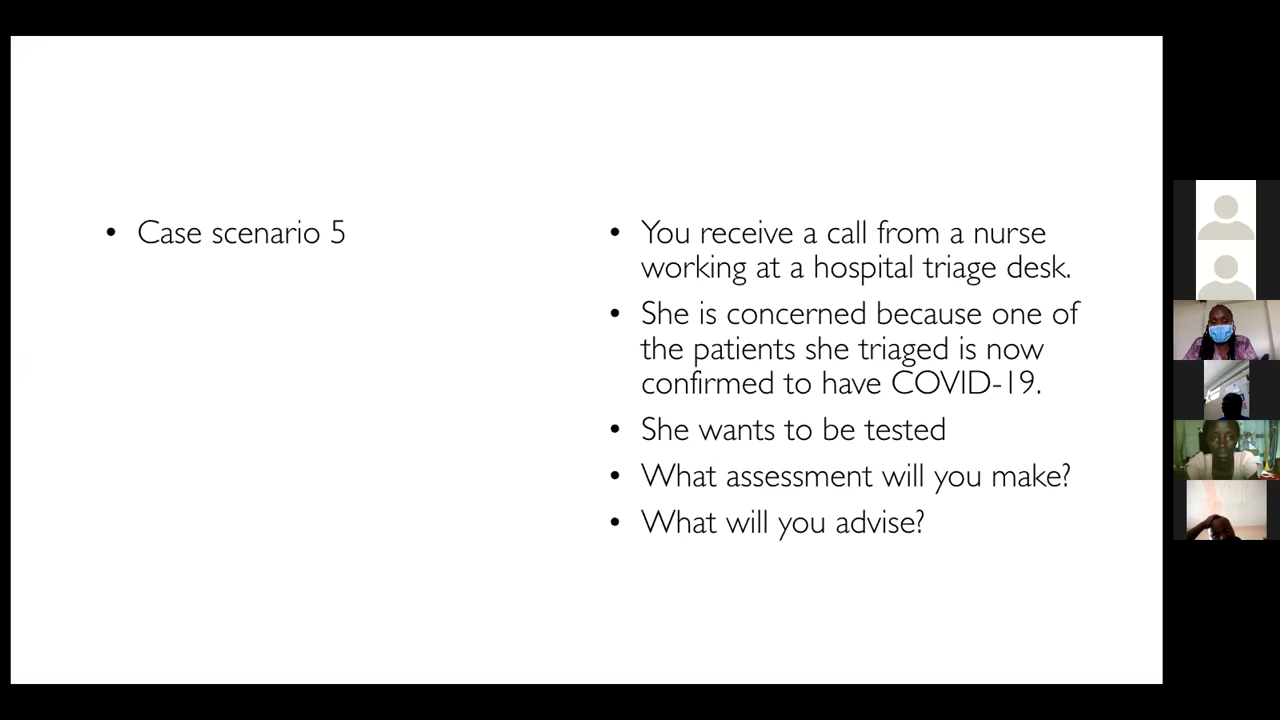 • Case scenario 5
• You receive a call from a nurse
working at a hospital triage desk.
• She is concerned because one of
the patients she triaged is now
confirmed to have COVID-19.
• She wants to be tested
• What assessment will you make?
• What will you advise?